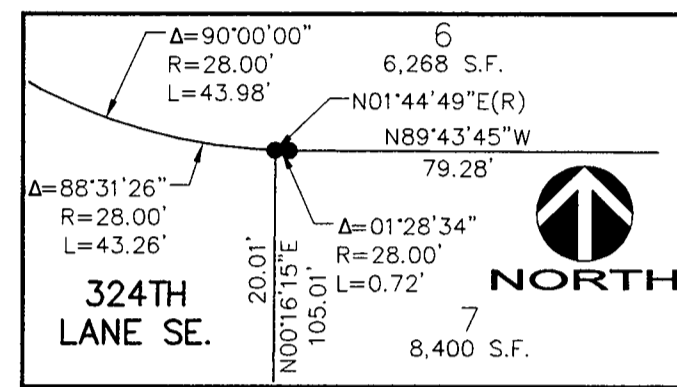 Δ=90°00'00"
R=28.00'
L=43.98'
6
6,268 S.F.
N01°44'49"E(R)
N89°43'45"W
79.28'
Δ=88°31'26"
R=28.00'
L=43.26'
Δ=01°28'34"
R=28.00'
L=0.72'
20.01'
N00°16'15"E
105.01'
324TH
LANE SE.
NORTH
7
8,400 S.F.